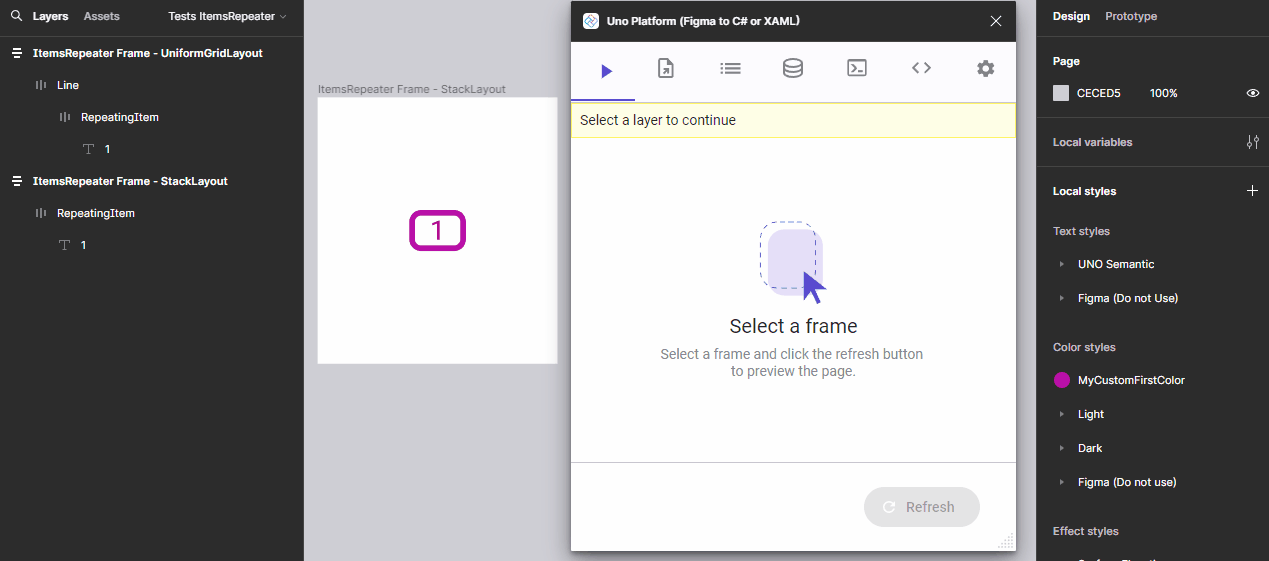 Layers Assets Tests ItemsRepeater
ItemsRepeater Frame - UniformGridLayout
Line
RepeatingItem
1
ItemsRepeater Frame - StackLayout
RepeatingItem
1
ItemsRepeater Frame - StackLayout
1
Uno Platform (Figma to C# or XAML)
Select a layer to continue
Select a frame
Select a frame and click the refresh button
to preview the page.
Refresh
Design Prototype
Page
CECED5 100%
Local variables
Local styles
Text styles
UNO Semantic
Figma (Do not Use)
Color styles
MyCustomFirstColor
Light
Dark
Figma (Do not use)
Effect styles